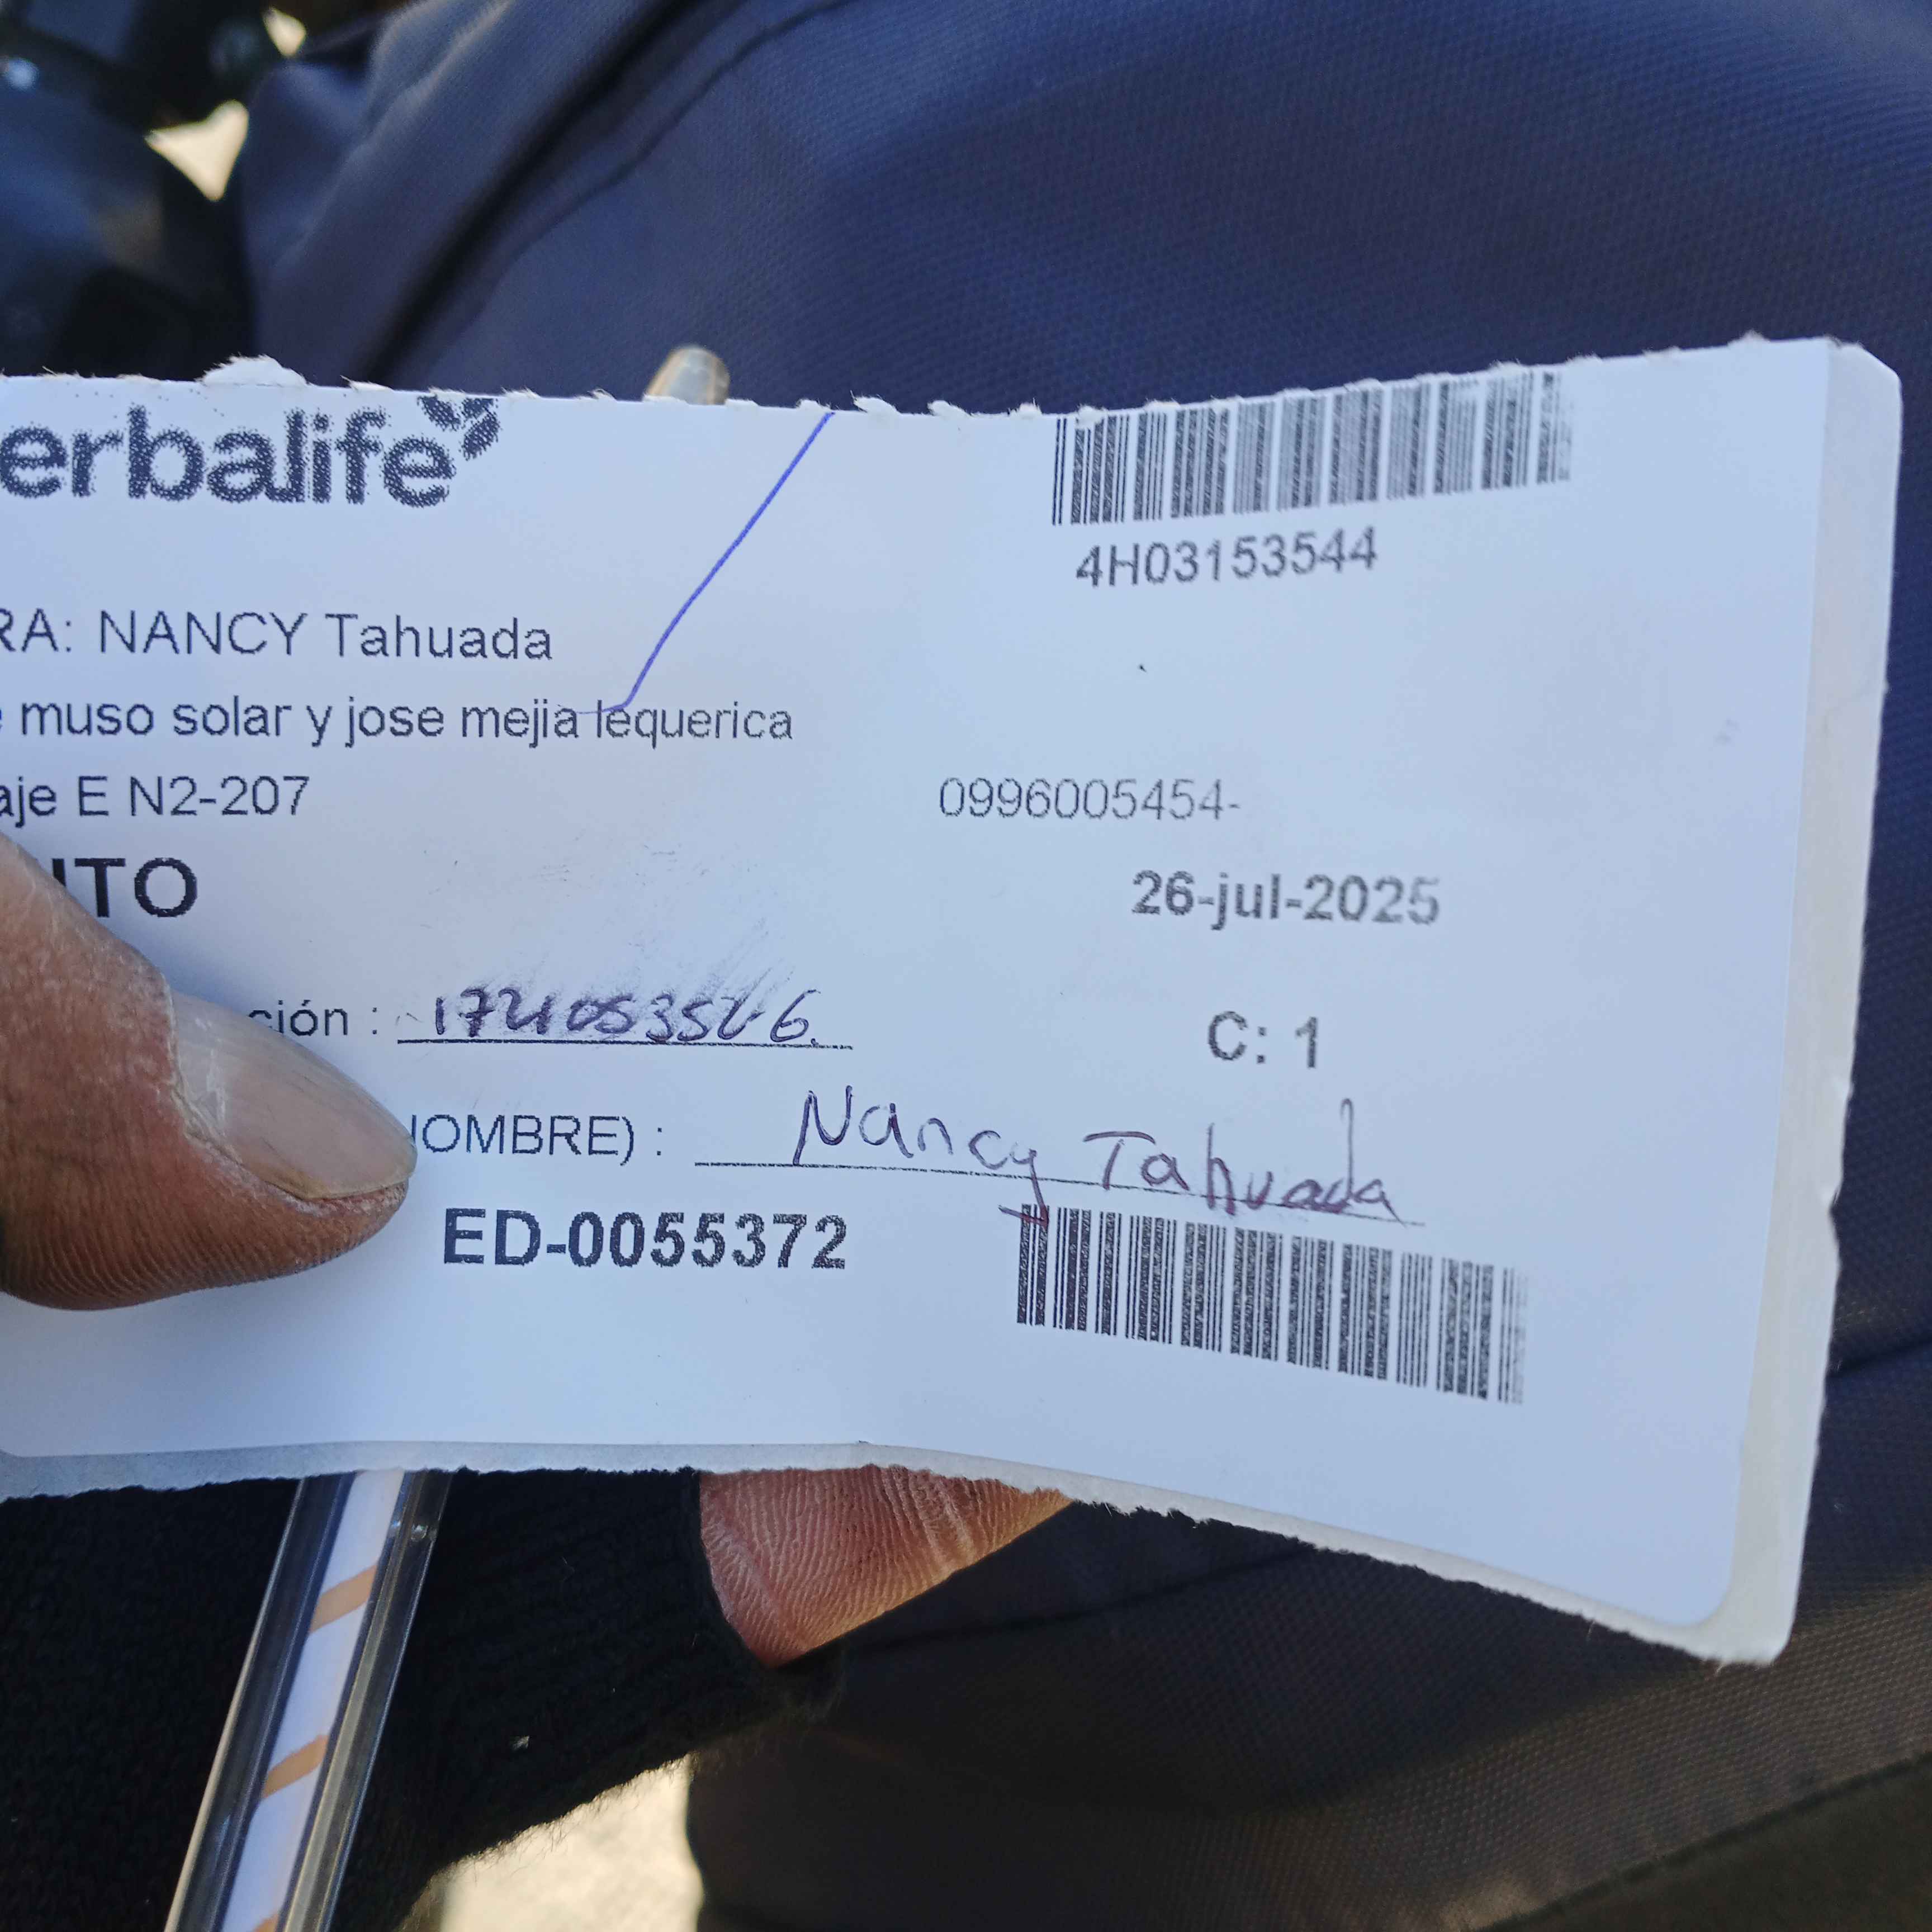 erbalife
4H03153544
RA: NANCY Tahuada
e muso solar y jose mejia lequerica
aje E N2-207
0996005454-
ITO
26-jul-2025
ción :
C: 1
NOMBRE) : Nancy Tahuada
ED-0055372